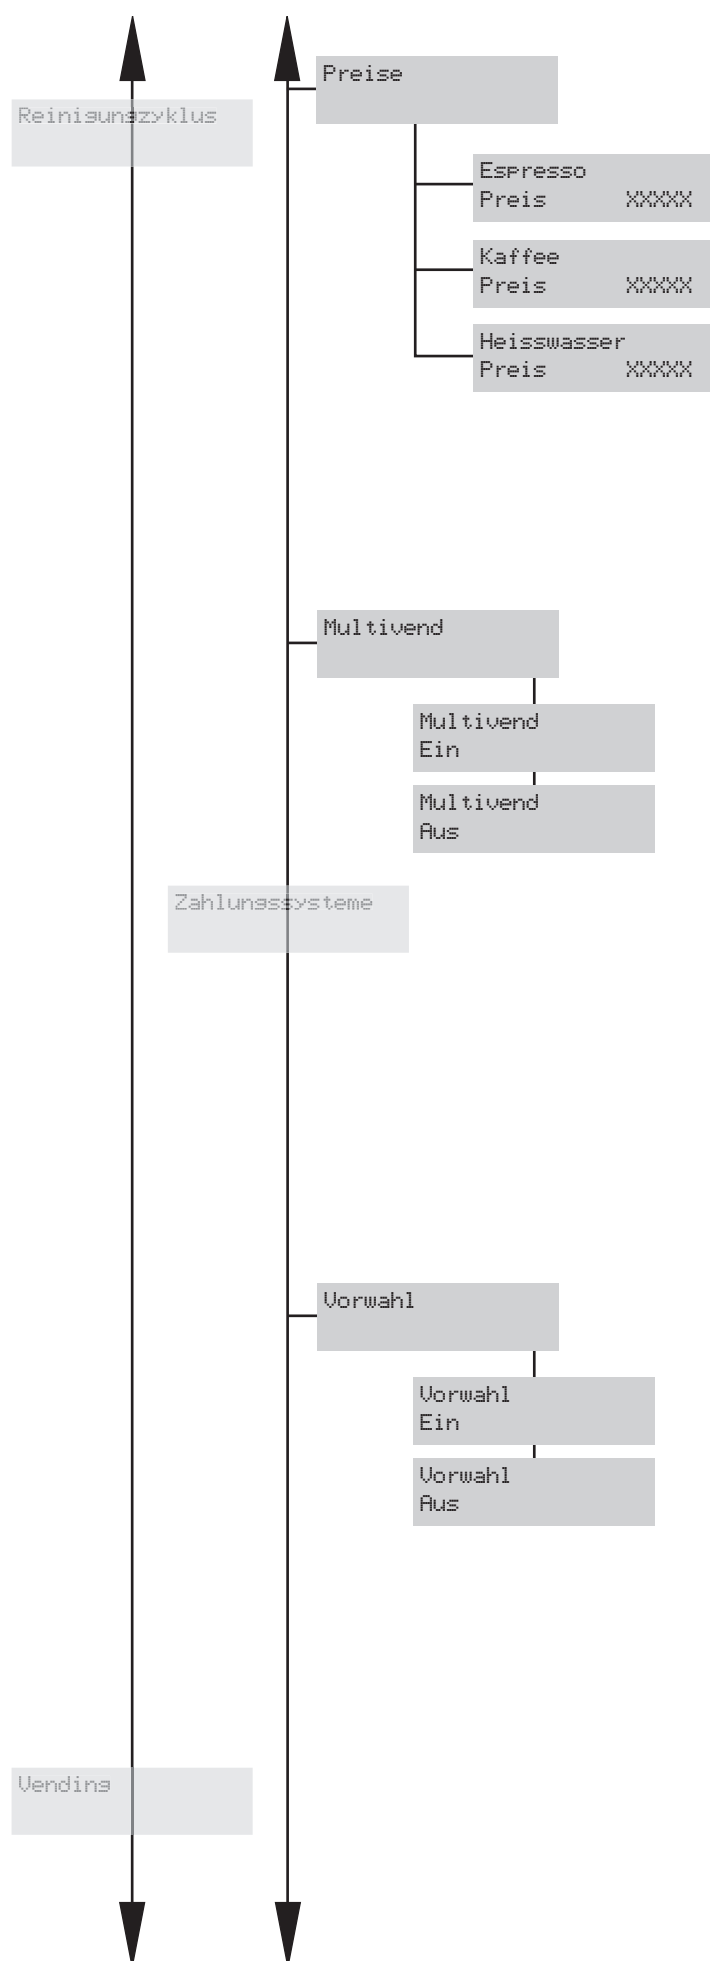 Preise
Reinigungzyklus
Espresso
Preis XXXXX
Kaffee
Preis XXXXX
Heisswasser
Preis XXXXX
Multivend
Multivend
Ein
Multivend
Aus
Zahlungssysteme
Vorwahl
Vorwahl
Ein
Vorwahl
Aus
Vending